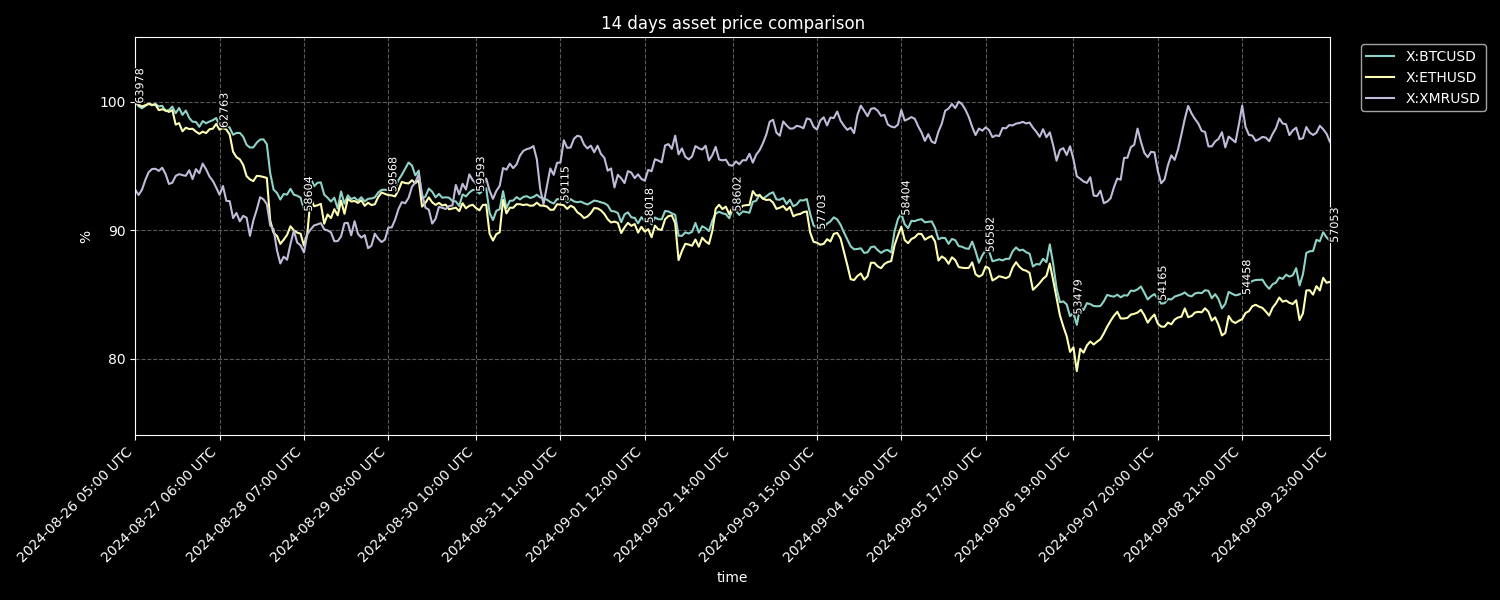 14 days asset price comparison
X:BTCUSD
X:ETHUSD
X:XMRUSD
%
100
90
80
63978
62763
58604
59568
59593
59115
58018
58602
57703
58404
56582
53479
54165
54458
57053
2024-08-26 05:00 UTC
2024-08-27 06:00 UTC
2024-08-28 07:00 UTC
2024-08-29 08:00 UTC
2024-08-30 10:00 UTC
2024-08-31 11:00 UTC
2024-09-01 12:00 UTC
2024-09-02 14:00 UTC
2024-09-03 15:00 UTC
2024-09-04 16:00 UTC
2024-09-05 17:00 UTC
2024-09-06 19:00 UTC
2024-09-07 20:00 UTC
2024-09-08 21:00 UTC
2024-09-09 23:00 UTC
time